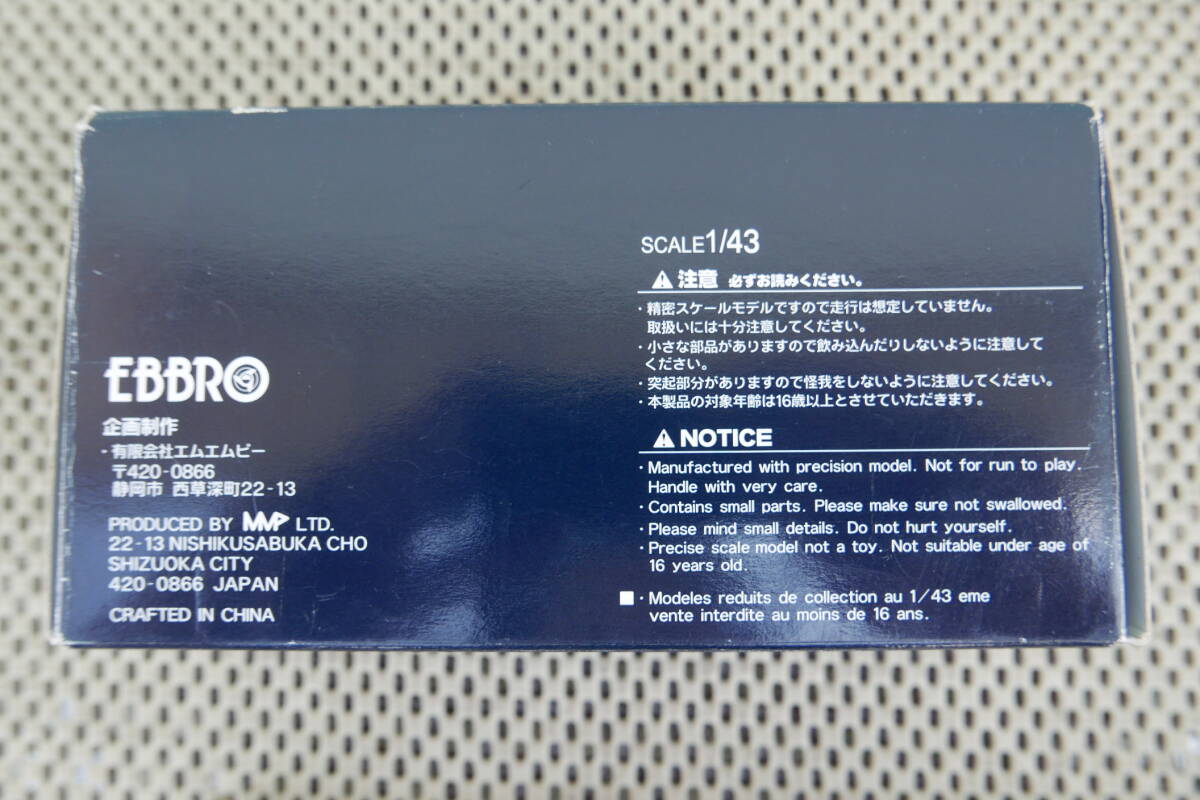 EBBRO
企画制作
・有限会社エムエムピー
〒420-0866
静岡市 西草深町22-13
PRODUCED BY MMP LTD.
22-13 NISHIKUSABUKA CHO
SHIZUOKA CITY
420-0866 JAPAN
CRAFTED IN CHINA
SCALE1/43
⚠ 注意 必ずお読みください。
・精密スケールモデルですので走行は想定していません。
取扱いには十分注意してください。
・小さな部品がありますので飲み込んだりしないように注意して
ください。
・突起部分がありますので怪我をしないように注意してください。
・本製品の対象年齢は16歳以上とさせていただきます。
⚠ NOTICE
・Manufactured with precision model. Not for run to play.
Handle with very care.
・Contains small parts. Please make sure not swallowed.
・Please mind small details. Do not hurt yourself.
・Precise scale model not a toy. Not suitable under age of
16 years old.
■・Modeles reduits de collection au 1/43 eme
vente interdite au moins de 16 ans.